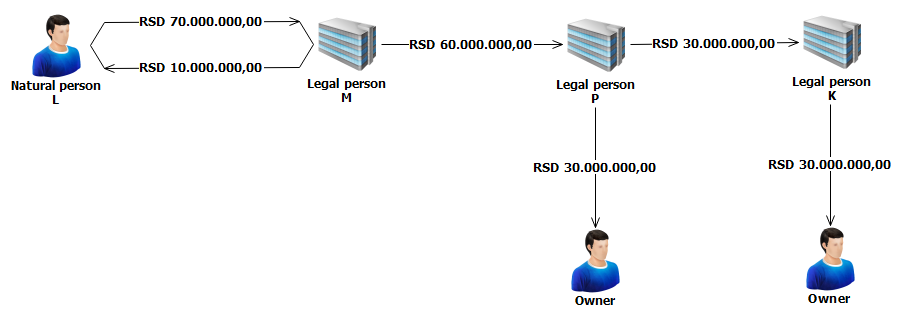 RSD 70.000.000,00
RSD 10.000.000,00
Natural person
L
Legal person
M
RSD 60.000.000,00
Legal person
P
RSD 30.000.000,00
Legal person
K
RSD 30.000.000,00
RSD 30.000.000,00
Owner
Owner